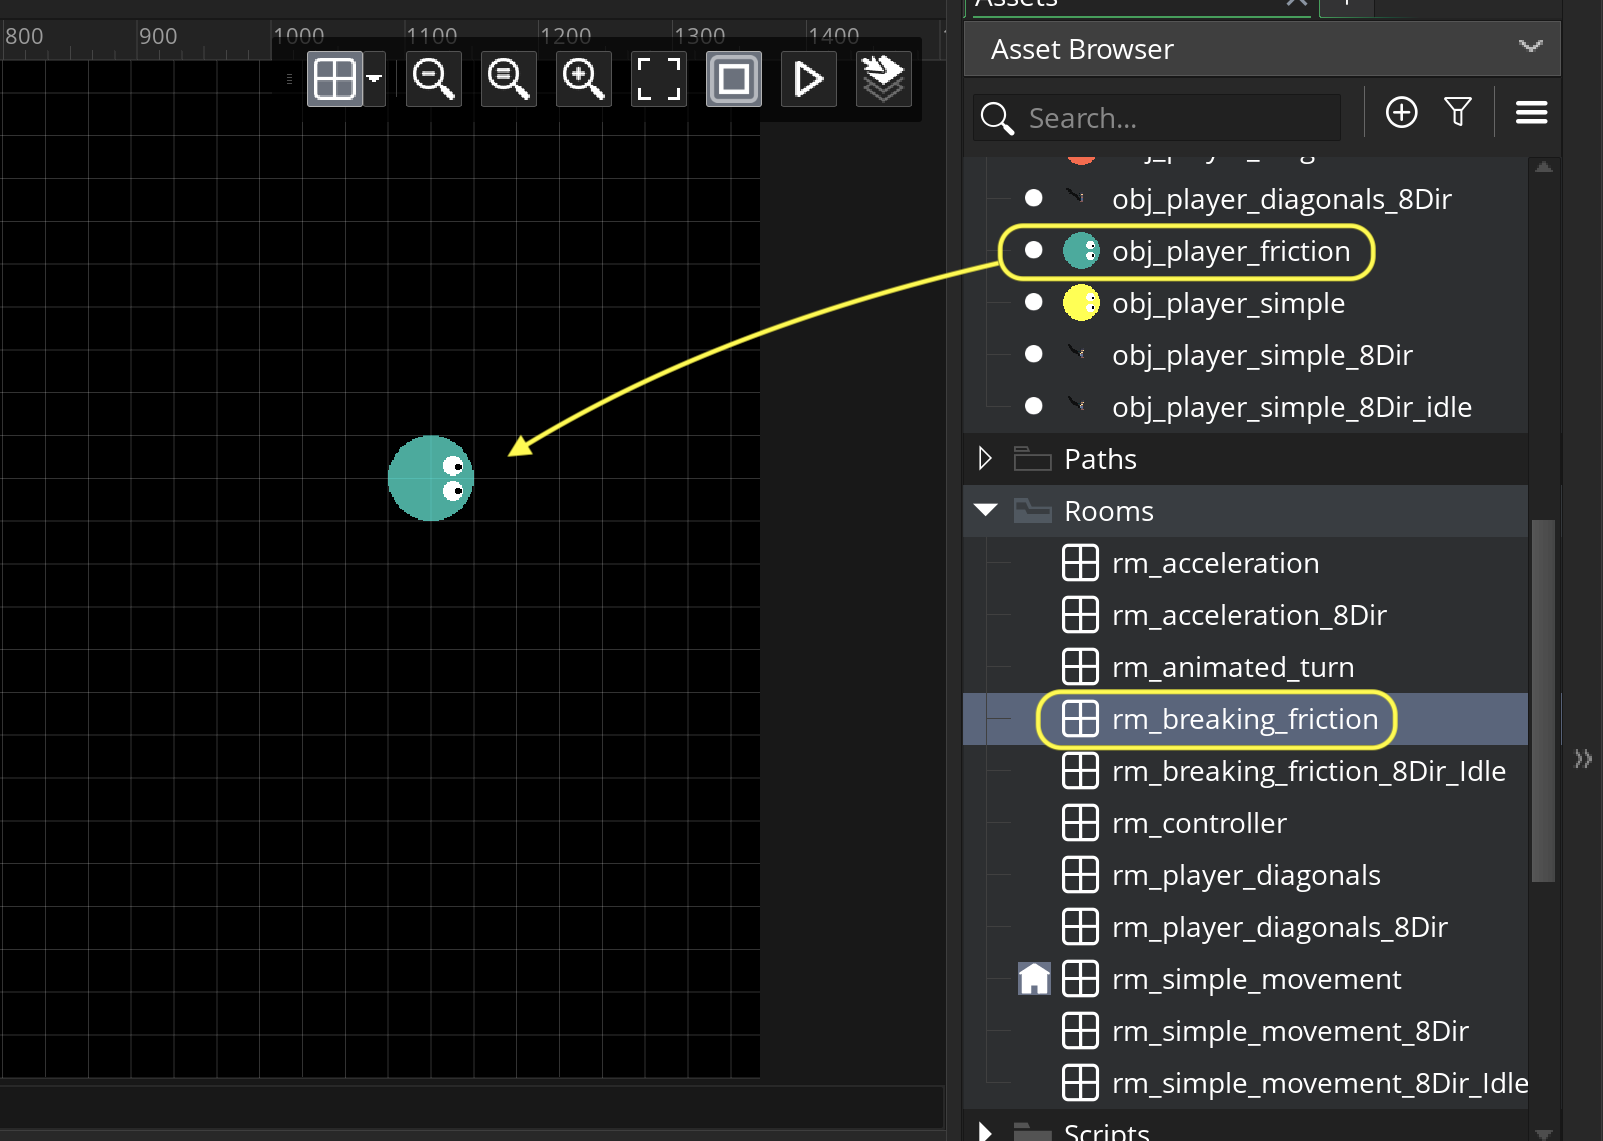 Assets
800 900 1000 1100 1200 1300 1400
Asset Browser
Search...
obj_player_diagonals_8Dir
obj_player_friction
obj_player_simple
obj_player_simple_8Dir
obj_player_simple_8Dir_idle
Paths
Rooms
rm_acceleration
rm_acceleration_8Dir
rm_animated_turn
rm_breaking_friction
rm_breaking_friction_8Dir_Idle
rm_controller
rm_player_diagonals
rm_player_diagonals_8Dir
rm_simple_movement
rm_simple_movement_8Dir
rm_simple_movement_8Dir_Idle
Scripts